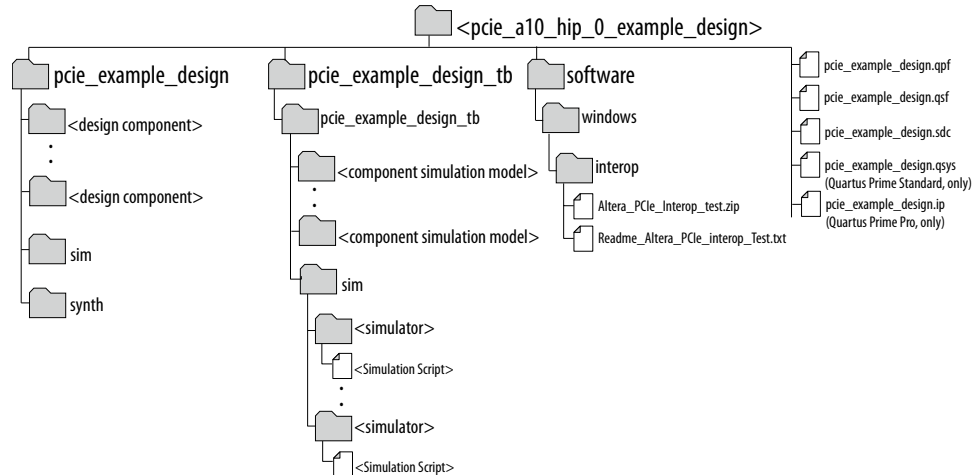 <pcie_a10_hip_0_example_design>
pcie_example_design
<design component>
<design component>
sim
synth
pcie_example_design_tb
pcie_example_design_tb
<component simulation model>
<component simulation model>
sim
<simulator>
<Simulation Script>
<simulator>
<Simulation Script>
software
windows
interop
Altera_PCIe_Interop_test.zip
Readme_Altera_PCIe_interop_Test.txt
pcie_example_design.qpf
pcie_example_design.qsf
pcie_example_design.sdc
pcie_example_design.qsys
(Quartus Prime Standard, only)
pcie_example_design.ip
(Quartus Prime Pro, only)